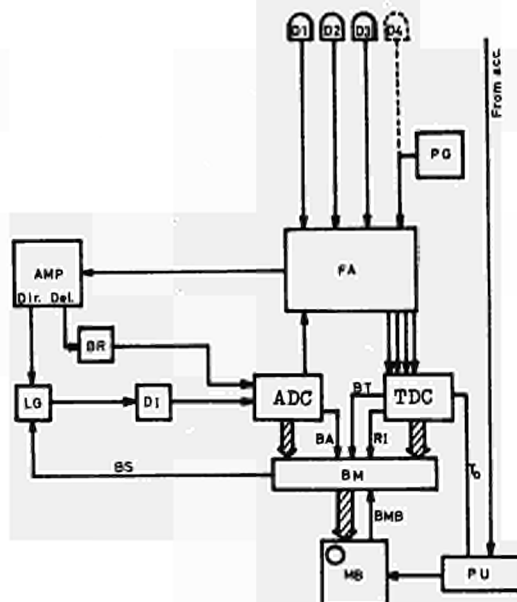 D1 D2 D3 D4
From acc.
PG
FA
AMP
Dir. Del.
BR
LG
DI
ADC
BT
TDC
BA
RI
BS
BM
T0
BMB
MB
PU